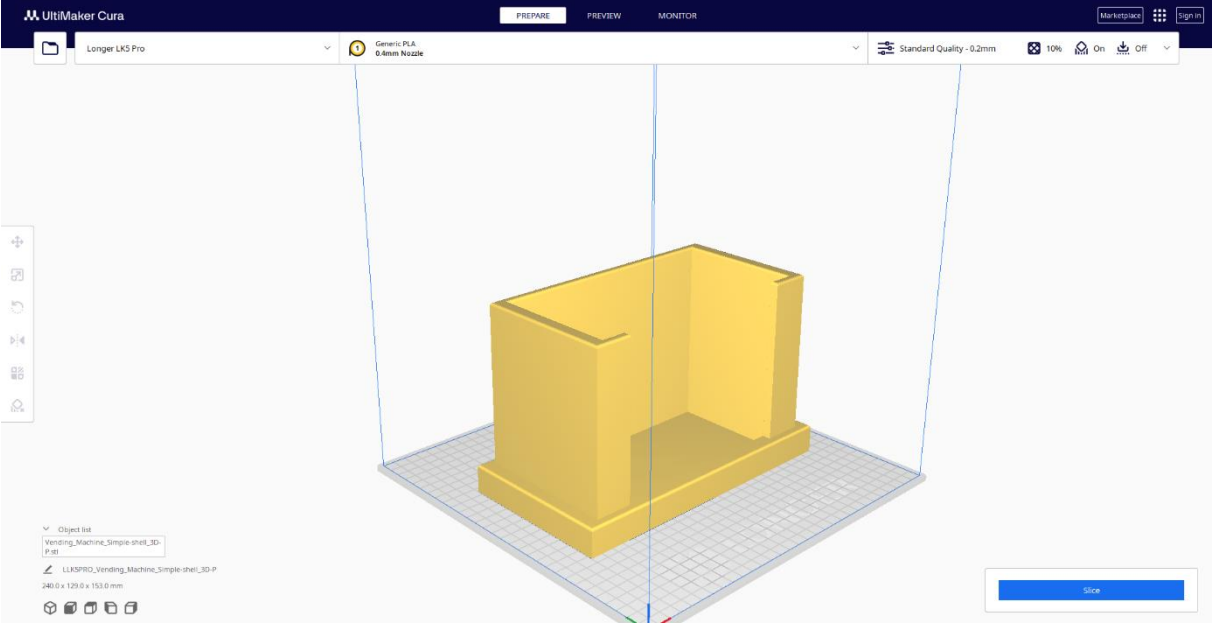 UltiMaker Cura
PREPARE
PREVIEW
MONITOR
Marketplace
Sign in
Longer LK5 Pro
1
Generic PLA
0.4mm Nozzle
Standard Quality - 0.2mm
10%
On
Off
Object list
Vending_Machine_Simple-shell_3D-
P.stl
LLK5PRO_Vending_Machine_Simple-shell_3D-P
240.0 x 129.0 x 153.0 mm
Slice